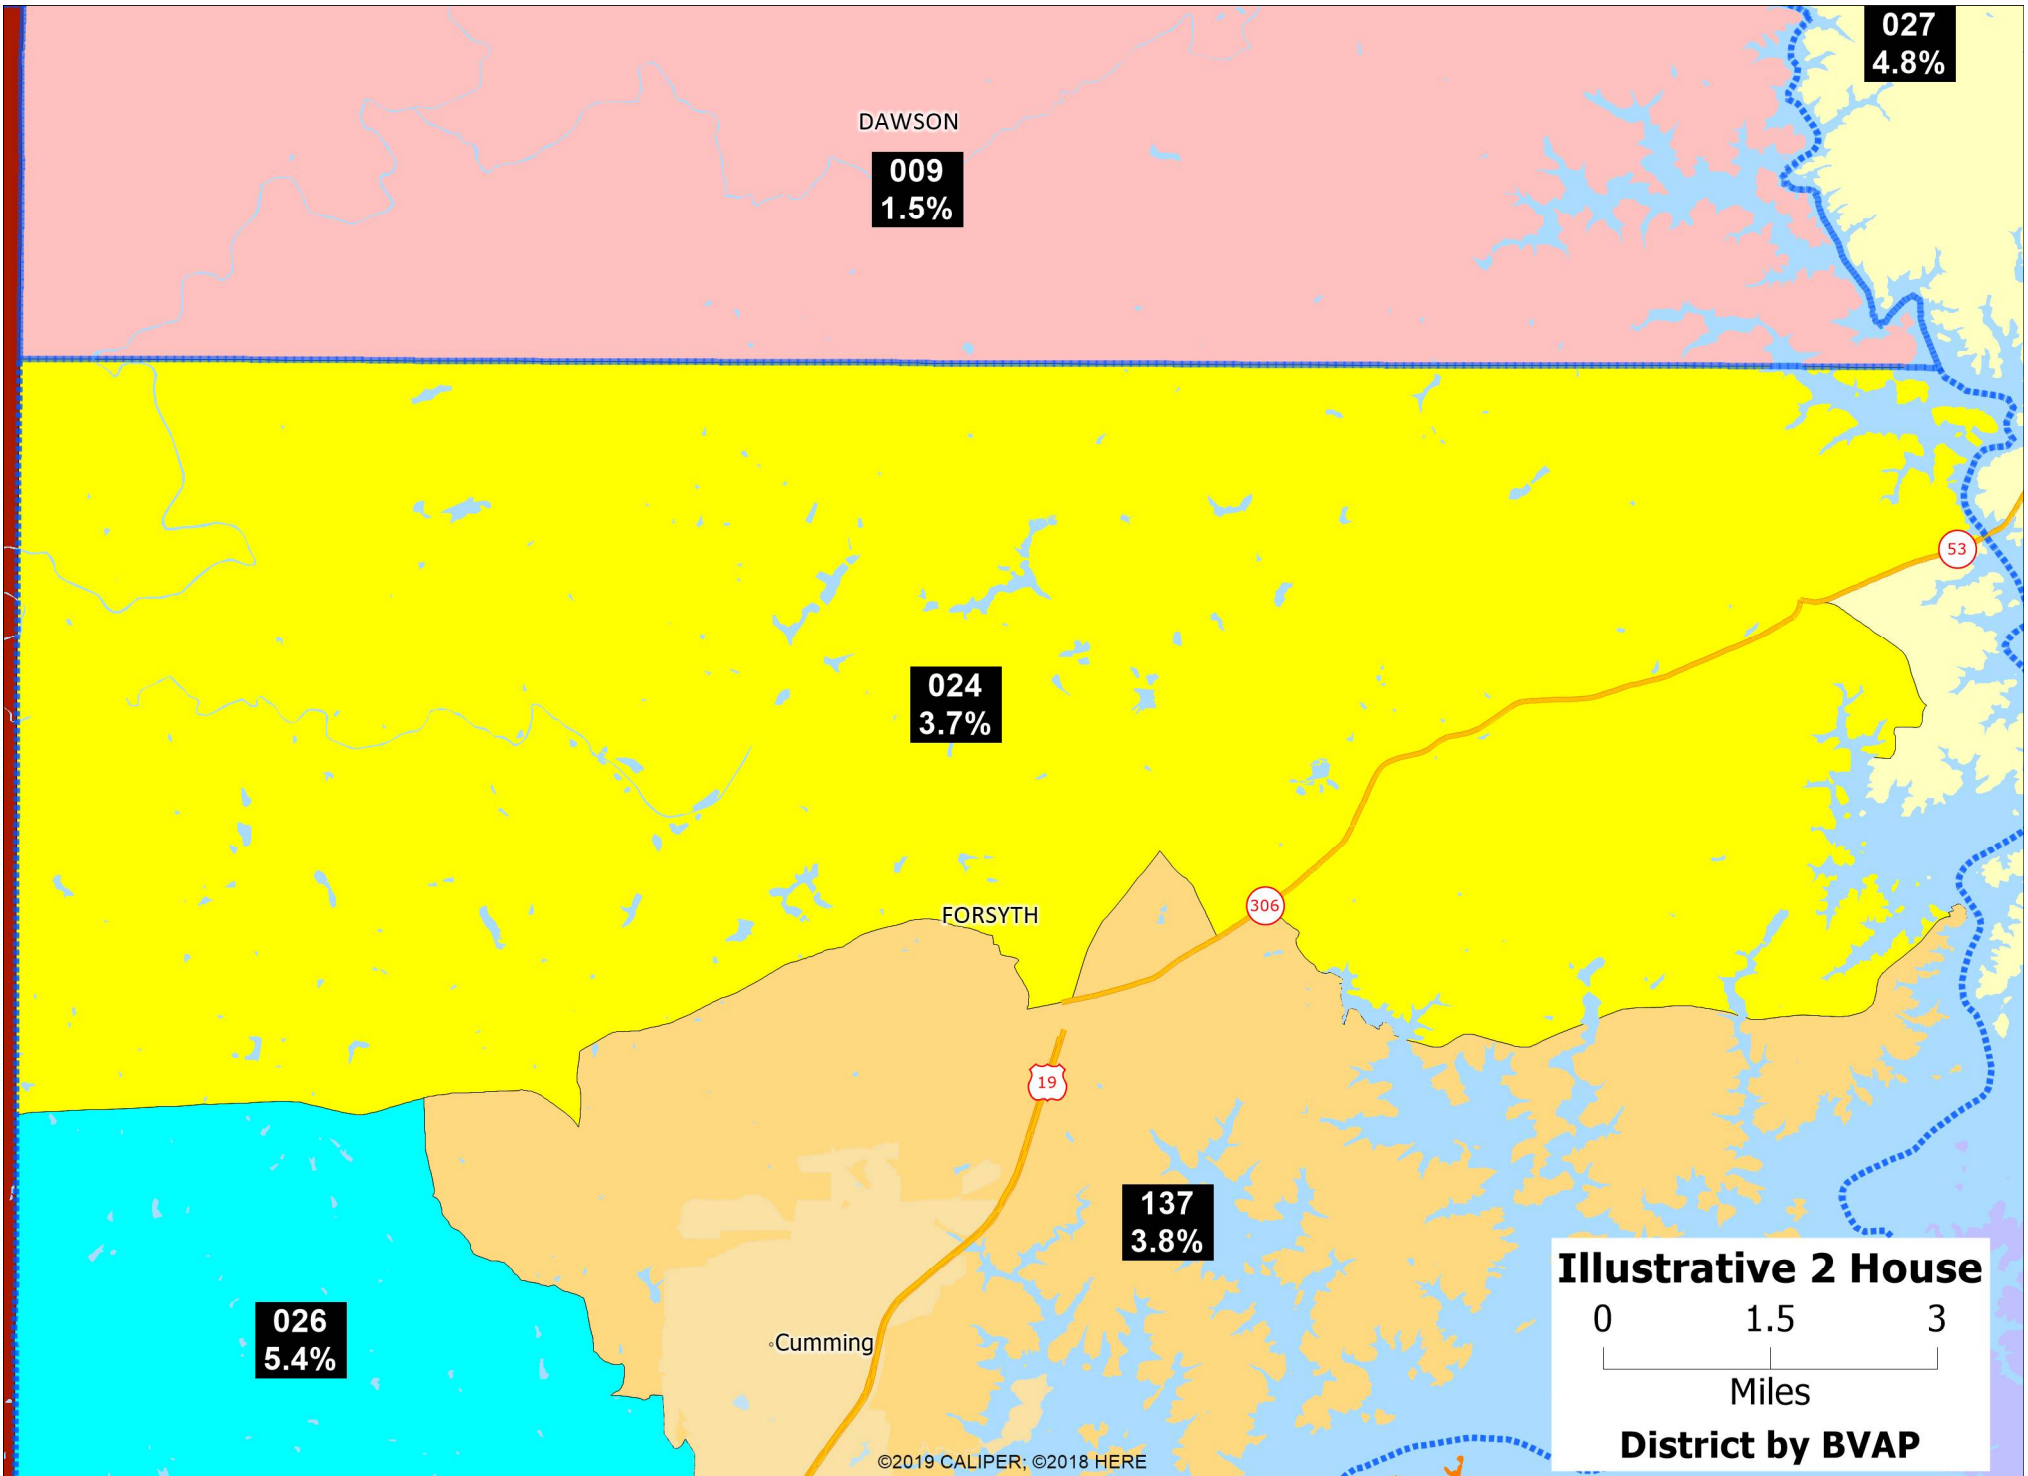 027
4.8%
DAWSON
009
1.5%
53
024
3.7%
306
FORSYTH
19
137
3.8%
026
5.4%
Cumming
Illustrative 2 House
0 1.5 3
Miles
District by BVAP
©2019 CALIPER; ©2018 HERE